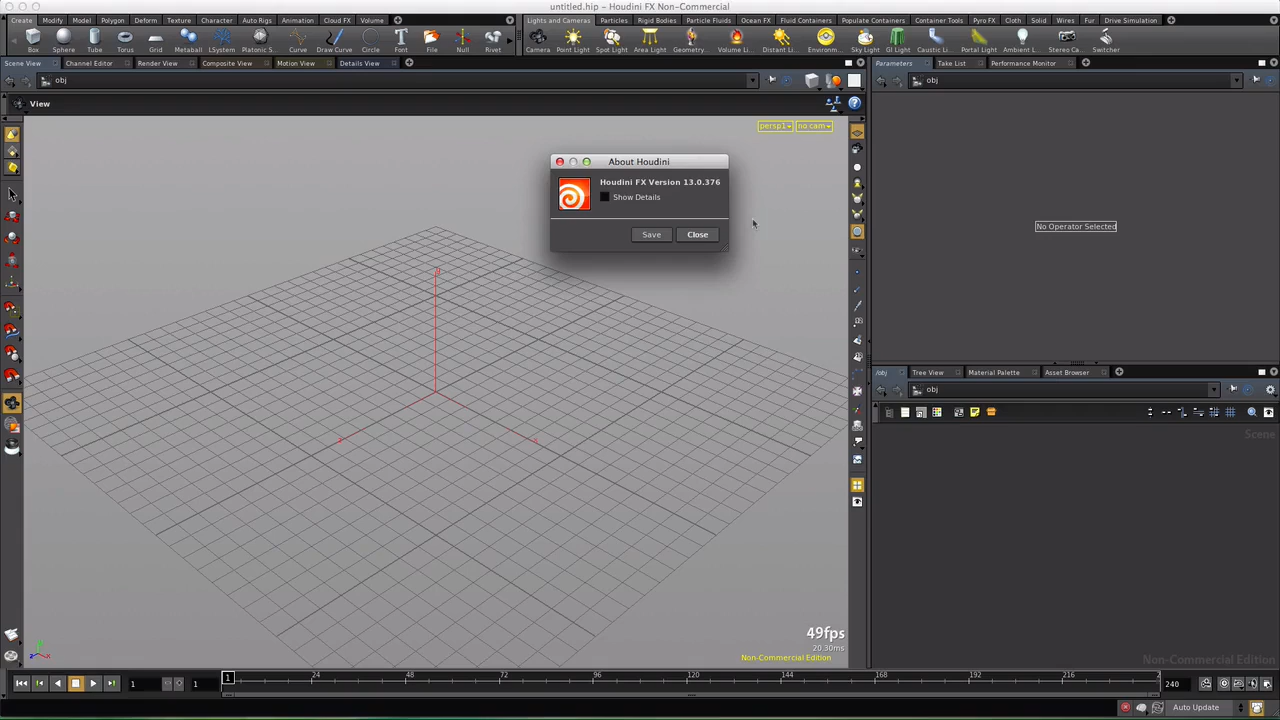 untitled.hip – Houdini FX Non-Commercial
Create Modify Model Polygon Deform Texture Character Auto Rigs Animation Cloud FX Volume
Lights and Cameras Particles Rigid Bodies Particle Fluids Ocean FX Fluid Containers Populate Containers Container Tools Pyro FX Cloth Solid Wires Fur Drive Simulation
Box Sphere Tube Torus Grid Metaball LSystem Platonic S... Curve Draw Curve Circle Font File Null Rivet
Camera Point Light Spot Light Area Light Geometry... Volume Li... Distant Li... Environm... Sky Light GI Light Caustic Li... Portal Light Ambient L... Stereo Ca... Switcher
Scene View Channel Editor Render View Composite View Motion View Details View
Parameters Take List Performance Monitor
obj
obj
View
persp1 no cam
About Houdini
Houdini FX Version 13.0.376
Show Details
Save Close
No Operator Selected
/obj Tree View Material Palette Asset Browser
obj
Scene
49fps
20.30ms
Non-Commercial Edition
Non-Commercial Edition
1 1 1 24 48 72 96 120 144 168 192 216 2 240
Auto Update